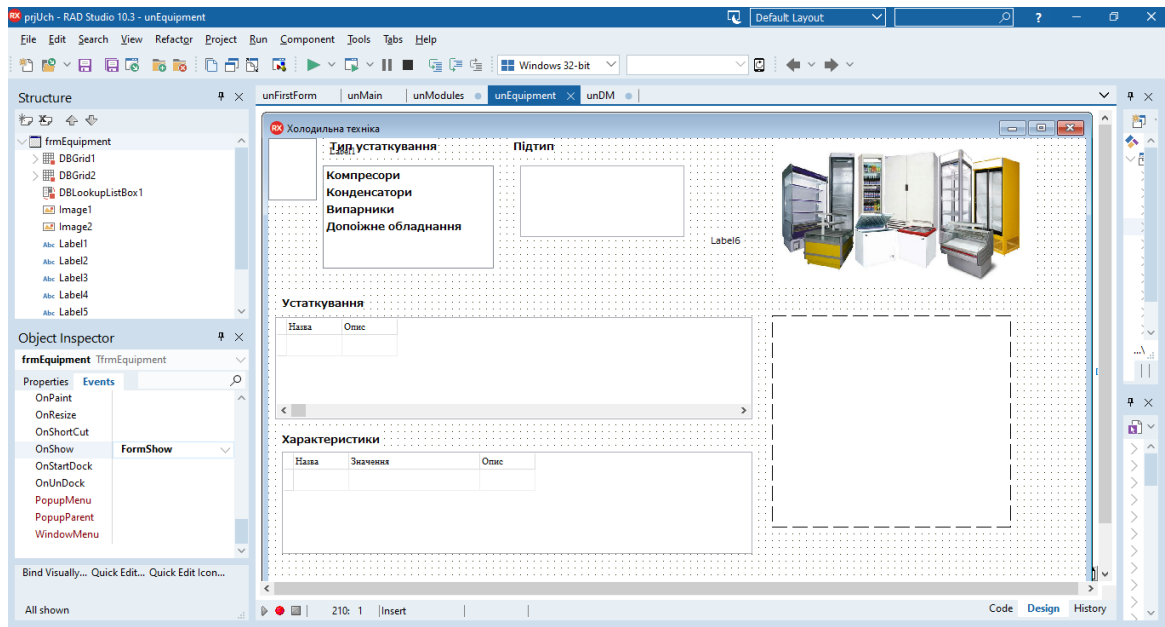 prjUch - RAD Studio 10.3 - unEquipment
Default Layout
File Edit Search View Refactor Project Run Component Tools Tabs Help
Windows 32-bit
Structure
unFirstForm unMain unModules unEquipment unDM
frmEquipment
DBGrid1
DBGrid2
DBLookupListBox1
Image1
Image2
Label1
Label2
Label3
Label4
Label5
Холодильна техніка
Тип устаткування
Label1
Підтип
Компресори
Конденсатори
Випарники
Допоіжне обладнання
Label6
Устаткування
Назва Опис
Характеристики
Назва Значення Опис
Object Inspector
frmEquipment TfrmEquipment
Properties Events
OnPaint
OnResize
OnShortCut
OnShow FormShow
OnStartDock
OnUnDock
PopupMenu
PopupParent
WindowMenu
Bind Visually... Quick Edit... Quick Edit Icon...
All shown
210: 1 Insert
Code Design History